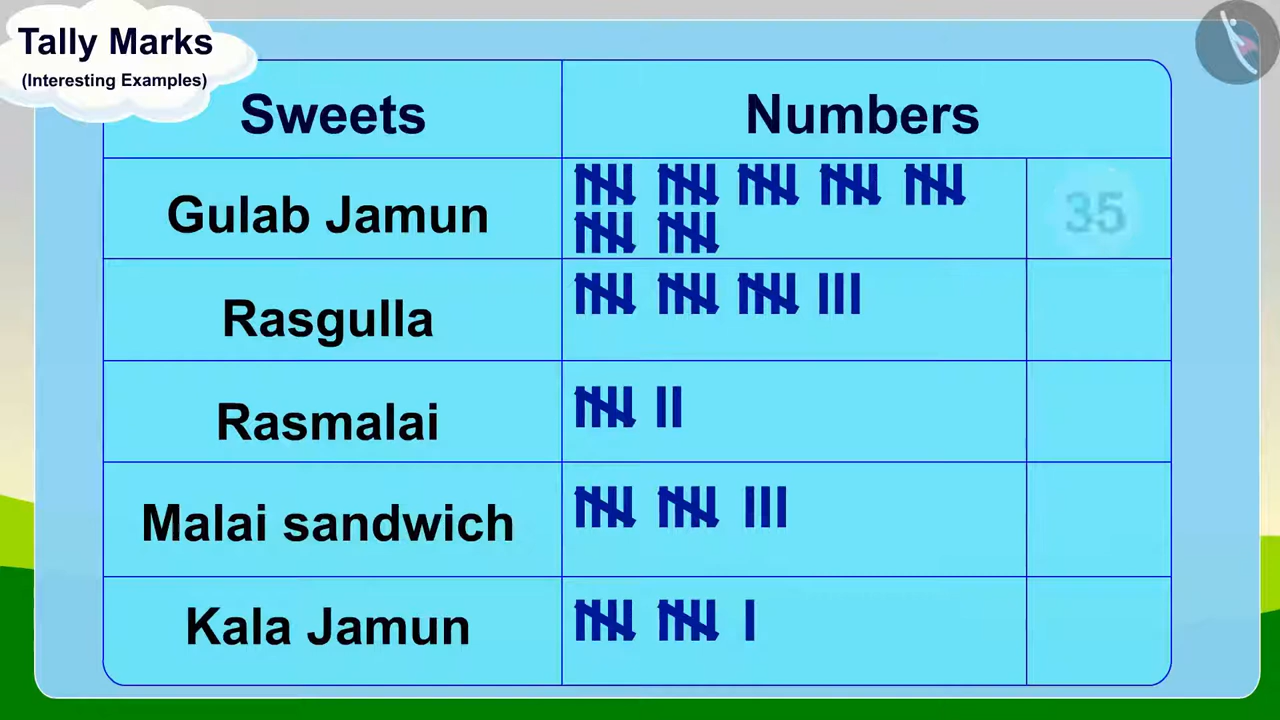 Tally Marks
(Interesting Examples)
Sweets Numbers
Gulab Jamun 35
Rasgulla
Rasmalai
Malai sandwich
Kala Jamun